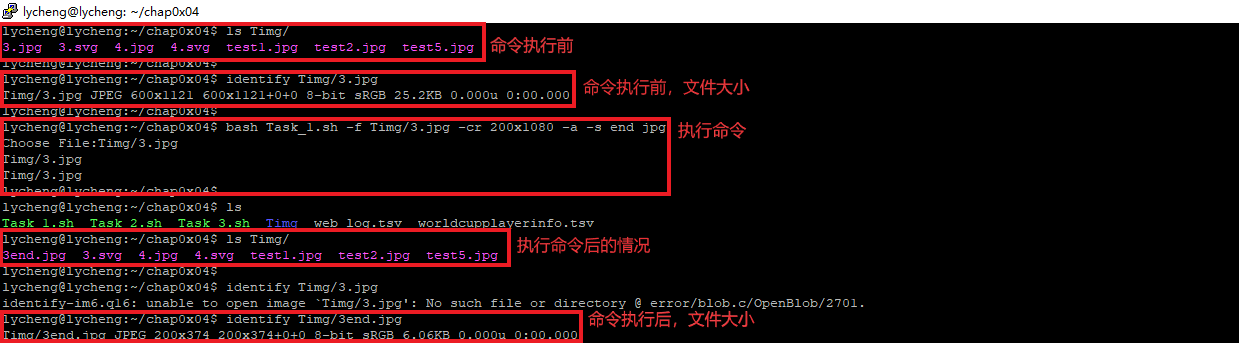 lycheng@lycheng: ~/chap0x04
lycheng@lycheng:~/chap0x04$ ls Timg/
3.jpg 3.svg 4.jpg 4.svg test1.jpg test2.jpg test5.jpg 命令执行前
lycheng@lycheng:~/chap0x04$
lycheng@lycheng:~/chap0x04$ identify Timg/3.jpg
Timg/3.jpg JPEG 600x1121 600x1121+0+0 8-bit sRGB 25.2KB 0.000u 0:00.000 命令执行前，文件大小
lycheng@lycheng:~/chap0x04$
lycheng@lycheng:~/chap0x04$ bash Task_1.sh -f Timg/3.jpg -cr 200x1080 -a -s end jpg 执行命令
Choose File:Timg/3.jpg
Timg/3.jpg
Timg/3.jpg
lycheng@lycheng:~/chap0x04$
lycheng@lycheng:~/chap0x04$ ls
Task_1.sh Task_2.sh Task_3.sh Timg web_log.tsv worldcupplayerinfo.tsv
lycheng@lycheng:~/chap0x04$ ls Timg/ 执行命令后的情况
3end.jpg 3.svg 4.jpg 4.svg test1.jpg test2.jpg test5.jpg
lycheng@lycheng:~/chap0x04$
lycheng@lycheng:~/chap0x04$ identify Timg/3.jpg
identify-im6.q16: unable to open image `Timg/3.jpg': No such file or directory @ error/blob.c/OpenBlob/2701.
lycheng@lycheng:~/chap0x04$ identify Timg/3end.jpg 命令执行后，文件大小
Timg/3end.jpg JPEG 200x374 200x374+0+0 8-bit sRGB 6.06KB 0.000u 0:00.000